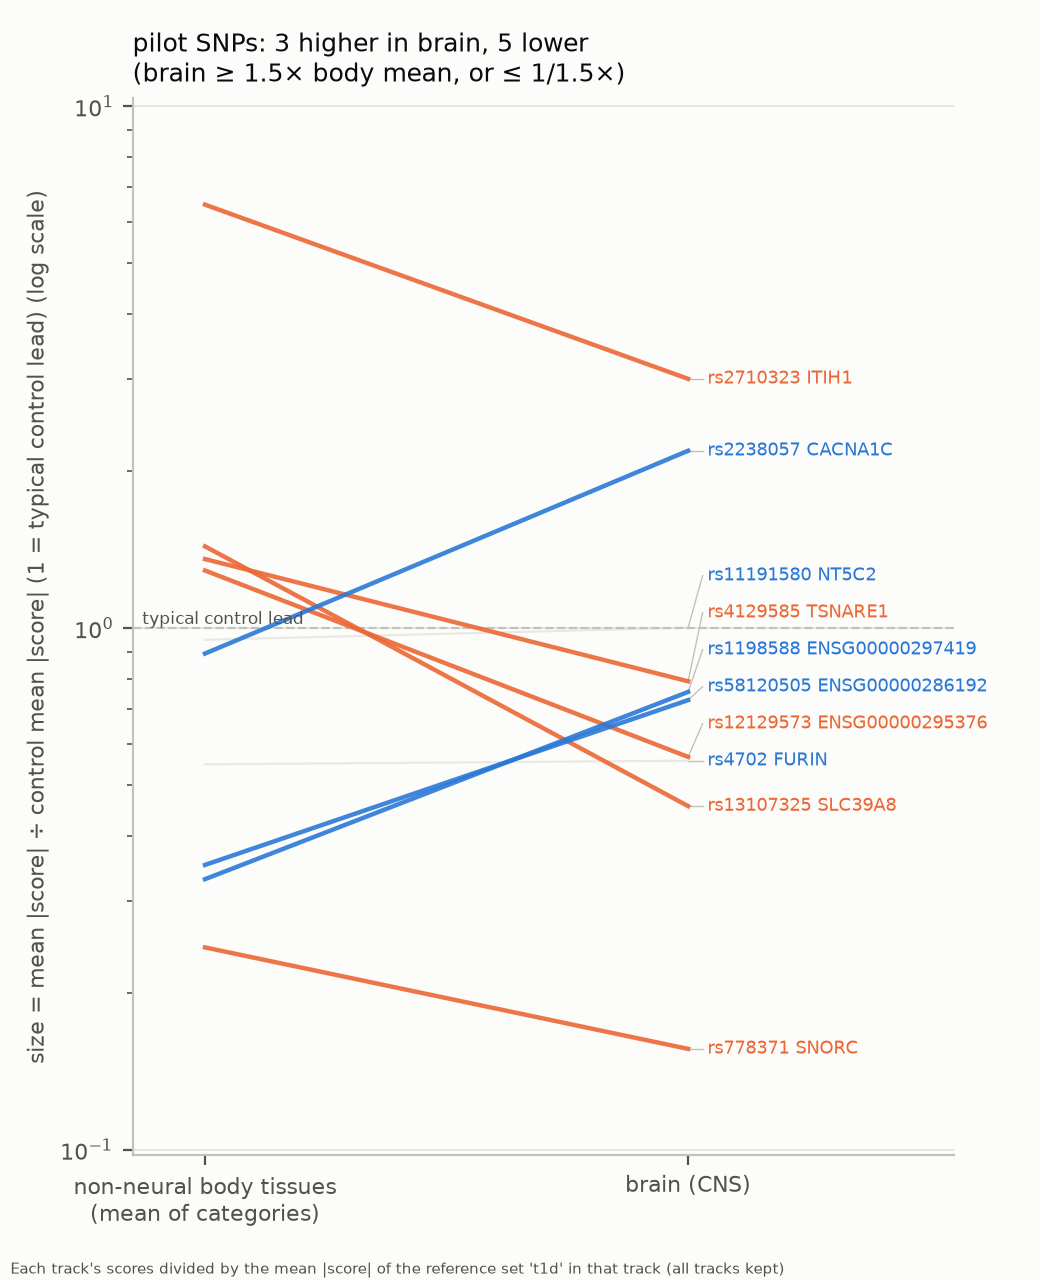 pilot SNPs: 3 higher in brain, 5 lower
(brain ≥ 1.5× body mean, or ≤ 1/1.5×)
size = mean |score| ÷ control mean |score| (1 = typical control lead) (log scale)
10¹
10⁰
10⁻¹
typical control lead
rs2710323 ITIH1
rs2238057 CACNA1C
rs11191580 NT5C2
rs4129585 TSNARE1
rs1198588 ENSG00000297419
rs58120505 ENSG00000286192
rs12129573 ENSG00000295376
rs4702 FURIN
rs13107325 SLC39A8
rs778371 SNORC
non-neural body tissues
(mean of categories)
brain (CNS)
Each track's scores divided by the mean |score| of the reference set 't1d' in that track (all tracks kept)